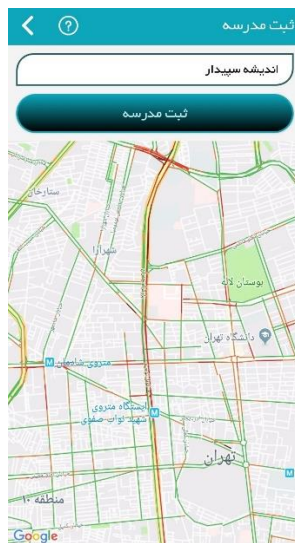 ثبت مدرسه
اندیشه سپیدار
ثبت مدرسه
ستارخان
شهرآرا
بوستان لاله
دانشگاه تهران
متروی شادمان
ایستگاه متروی
شهید نواب صفوی
تهران
منطقه ۱۰
Google